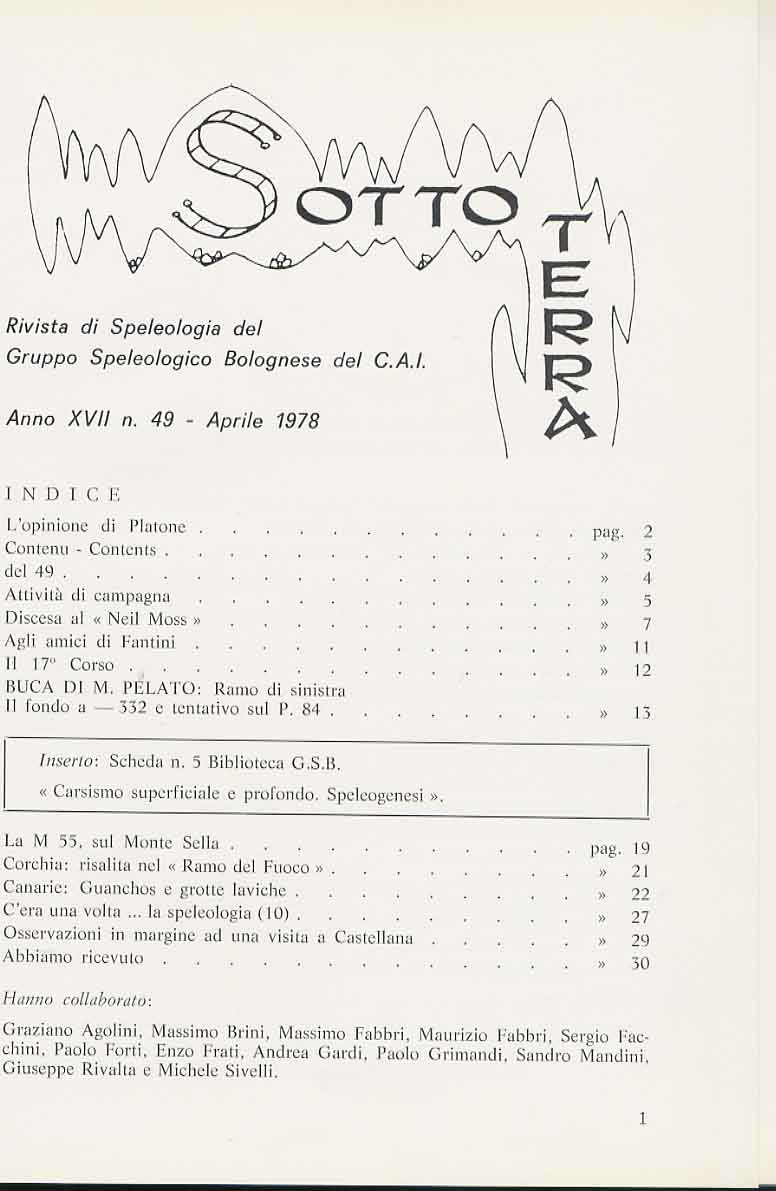 SOTTO
TERRA
Rivista di Speleologia del
Gruppo Speleologico Bolognese del C.A.I.
Anno XVII n. 49 - Aprile 1978
INDICE
L'opinione di Platone . . . . . . . . . . . . pag. 2
Contenu - Contents . . . . . . . . . . . . . » 3
del 49 . . . . . . . . . . . . . . . . » 4
Attività di campagna . . . . . . . . . . . . » 5
Discesa al « Neil Moss » . . . . . . . . . . . » 7
Agli amici di Fantini . . . . . . . . . . . . » 11
Il 17° Corso . . . . . . . . . . . . . . » 12
BUCA DI M. PELATO: Ramo di sinistra
Il fondo a — 332 e tentativo sul P. 84 . . . . . . . . » 13
Inserto: Scheda n. 5 Biblioteca G.S.B.
« Carsismo superficiale e profondo. Speleogenesi ».
La M 55, sul Monte Sella . . . . . . . . . . . pag. 19
Corchia: risalita nel « Ramo del Fuoco » . . . . . . . . » 21
Canarie: Guanchos e grotte laviche . . . . . . . . . » 22
C'era una volta ... la speleologia (10) . . . . . . . . . » 27
Osservazioni in margine ad una visita a Castellana . . . . . » 29
Abbiamo ricevuto . . . . . . . . . . . . . » 30
Hanno collaborato:
Graziano Agolini, Massimo Brini, Massimo Fabbri, Maurizio Fabbri, Sergio Fac-
chini, Paolo Forti, Enzo Frati, Andrea Gardi, Paolo Grimandi, Sandro Mandini,
Giuseppe Rivalta e Michele Sivelli.
1